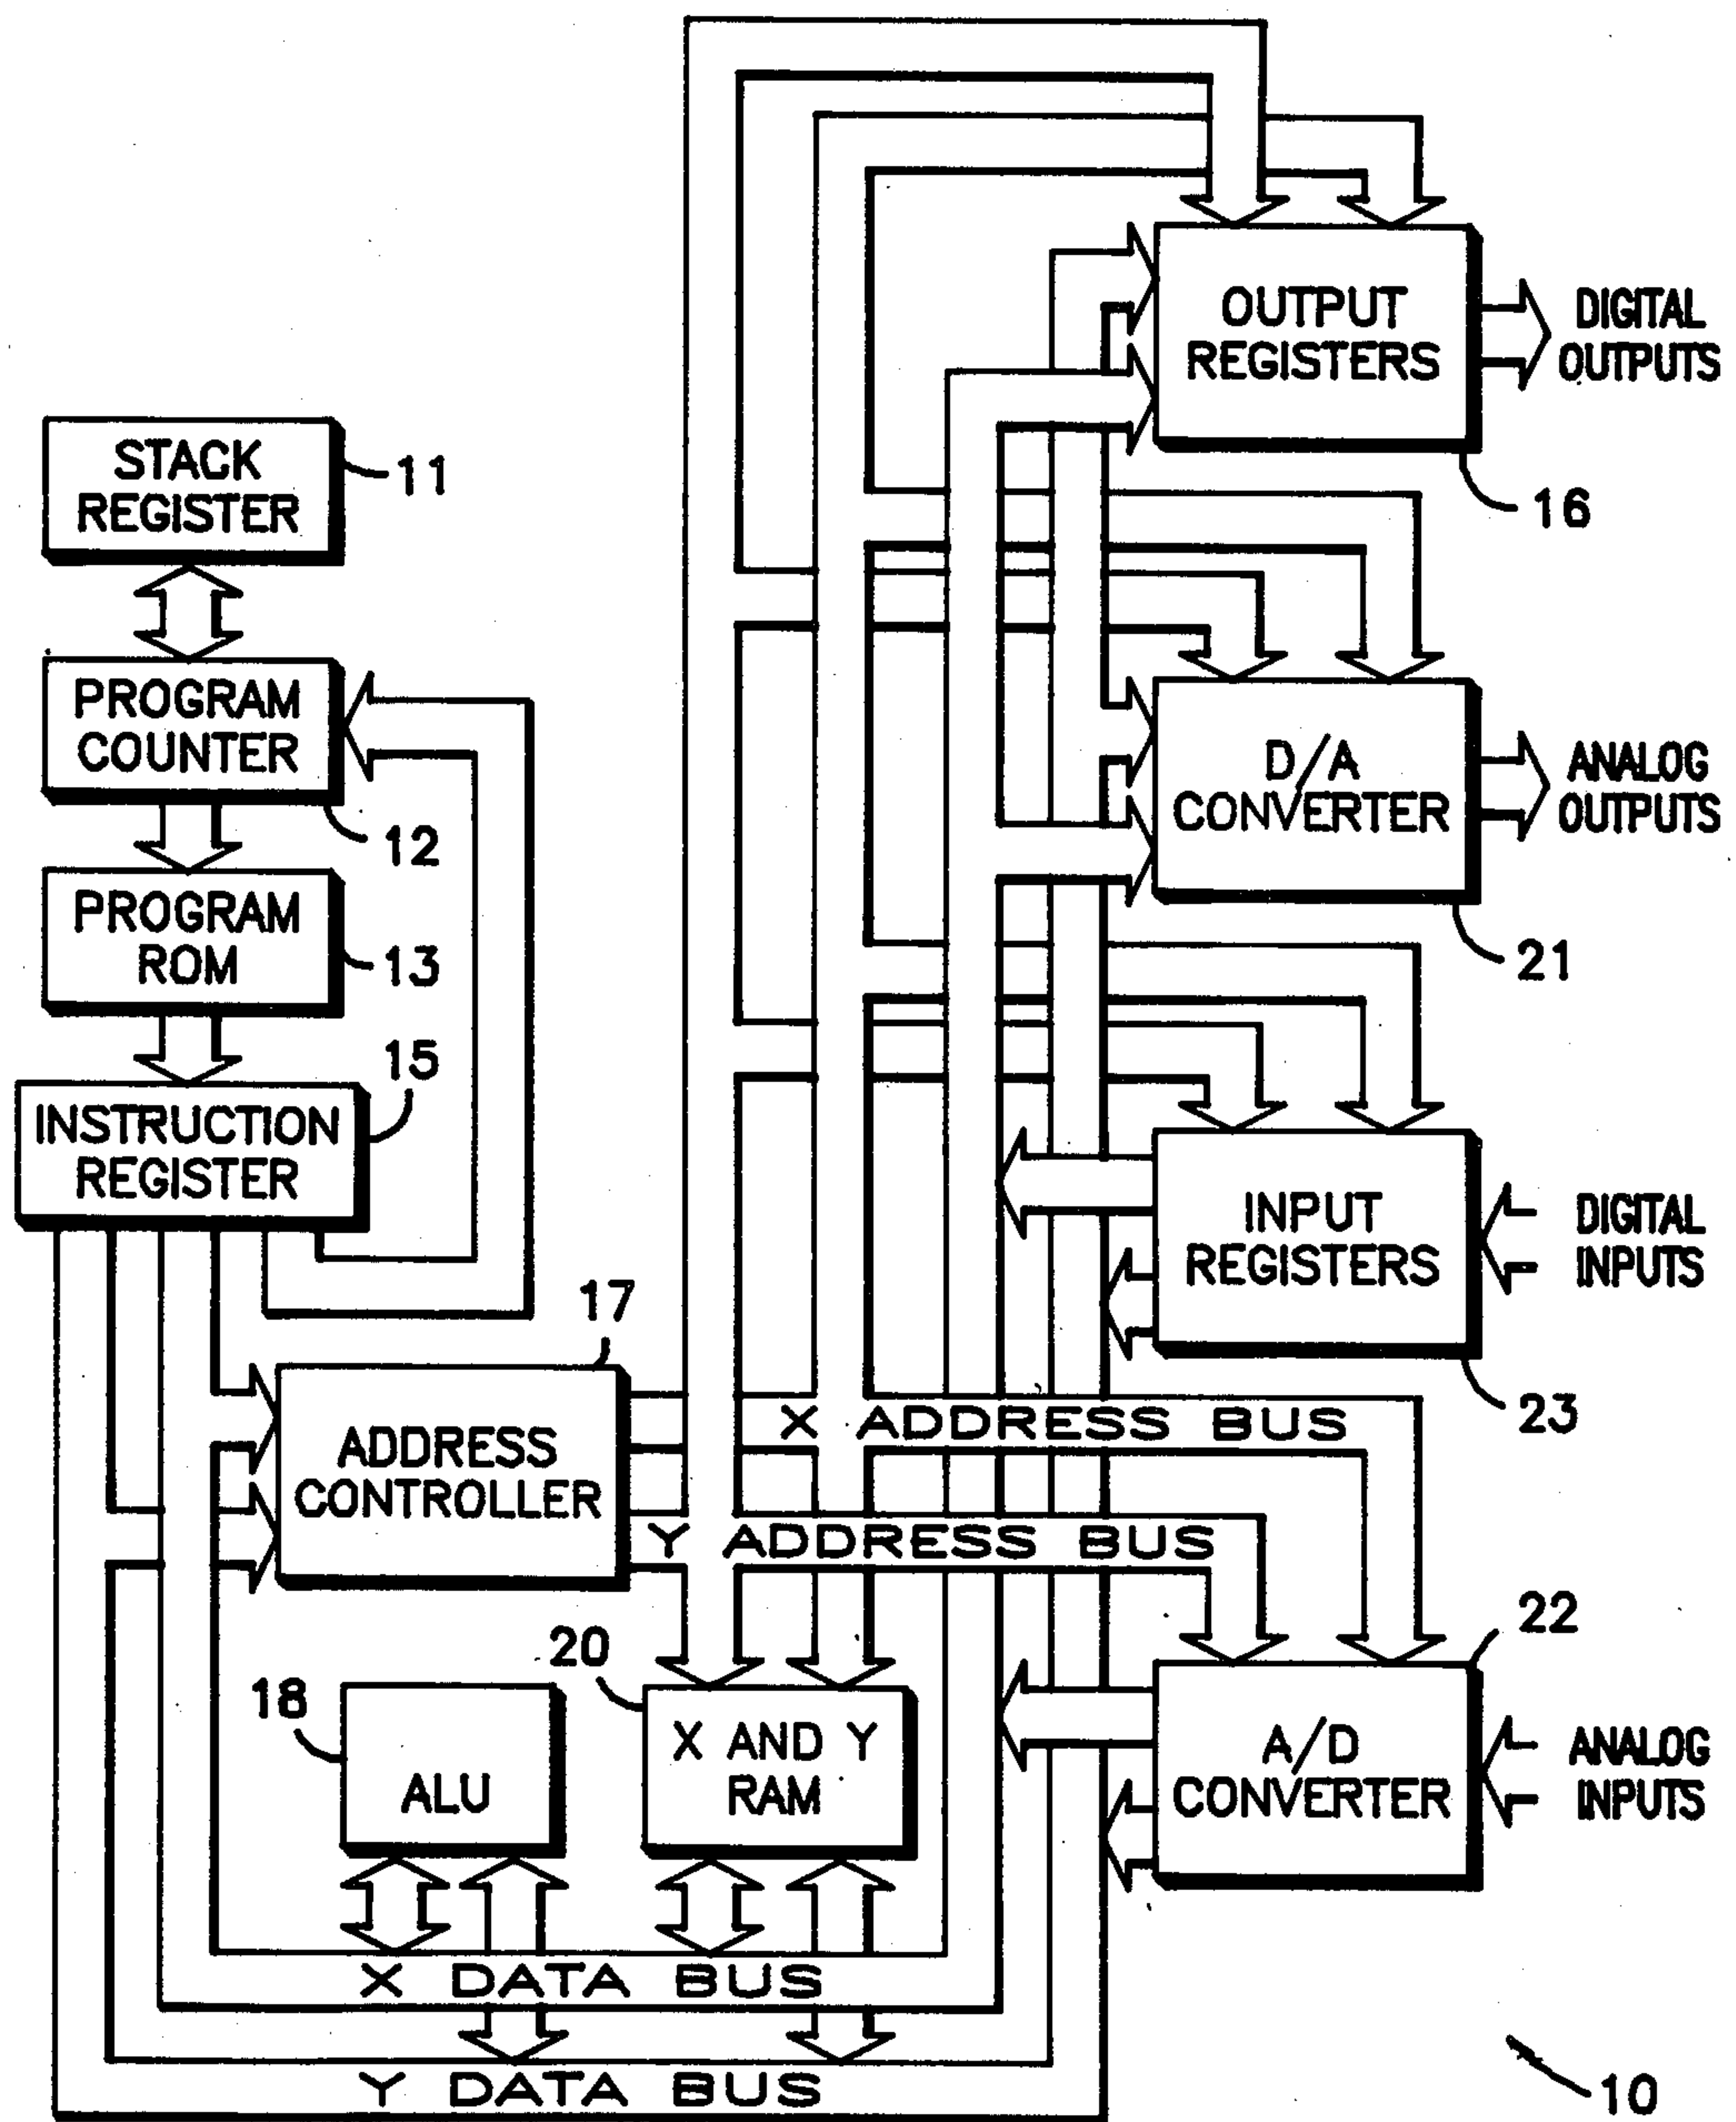 OUTPUT
REGISTERS
DIGITAL
OUTPUTS
16
STACK
REGISTER
11
PROGRAM
COUNTER
12
D/A
CONVERTER
ANALOG
OUTPUTS
21
PROGRAM
ROM
13
15
INSTRUCTION
REGISTER
INPUT
REGISTERS
DIGITAL
INPUTS
23
17
ADDRESS
CONTROLLER
X ADDRESS BUS
Y ADDRESS BUS
22
A/D
CONVERTER
ANALOG
INPUTS
18
ALU
20
X AND Y
RAM
X DATA BUS
Y DATA BUS
10